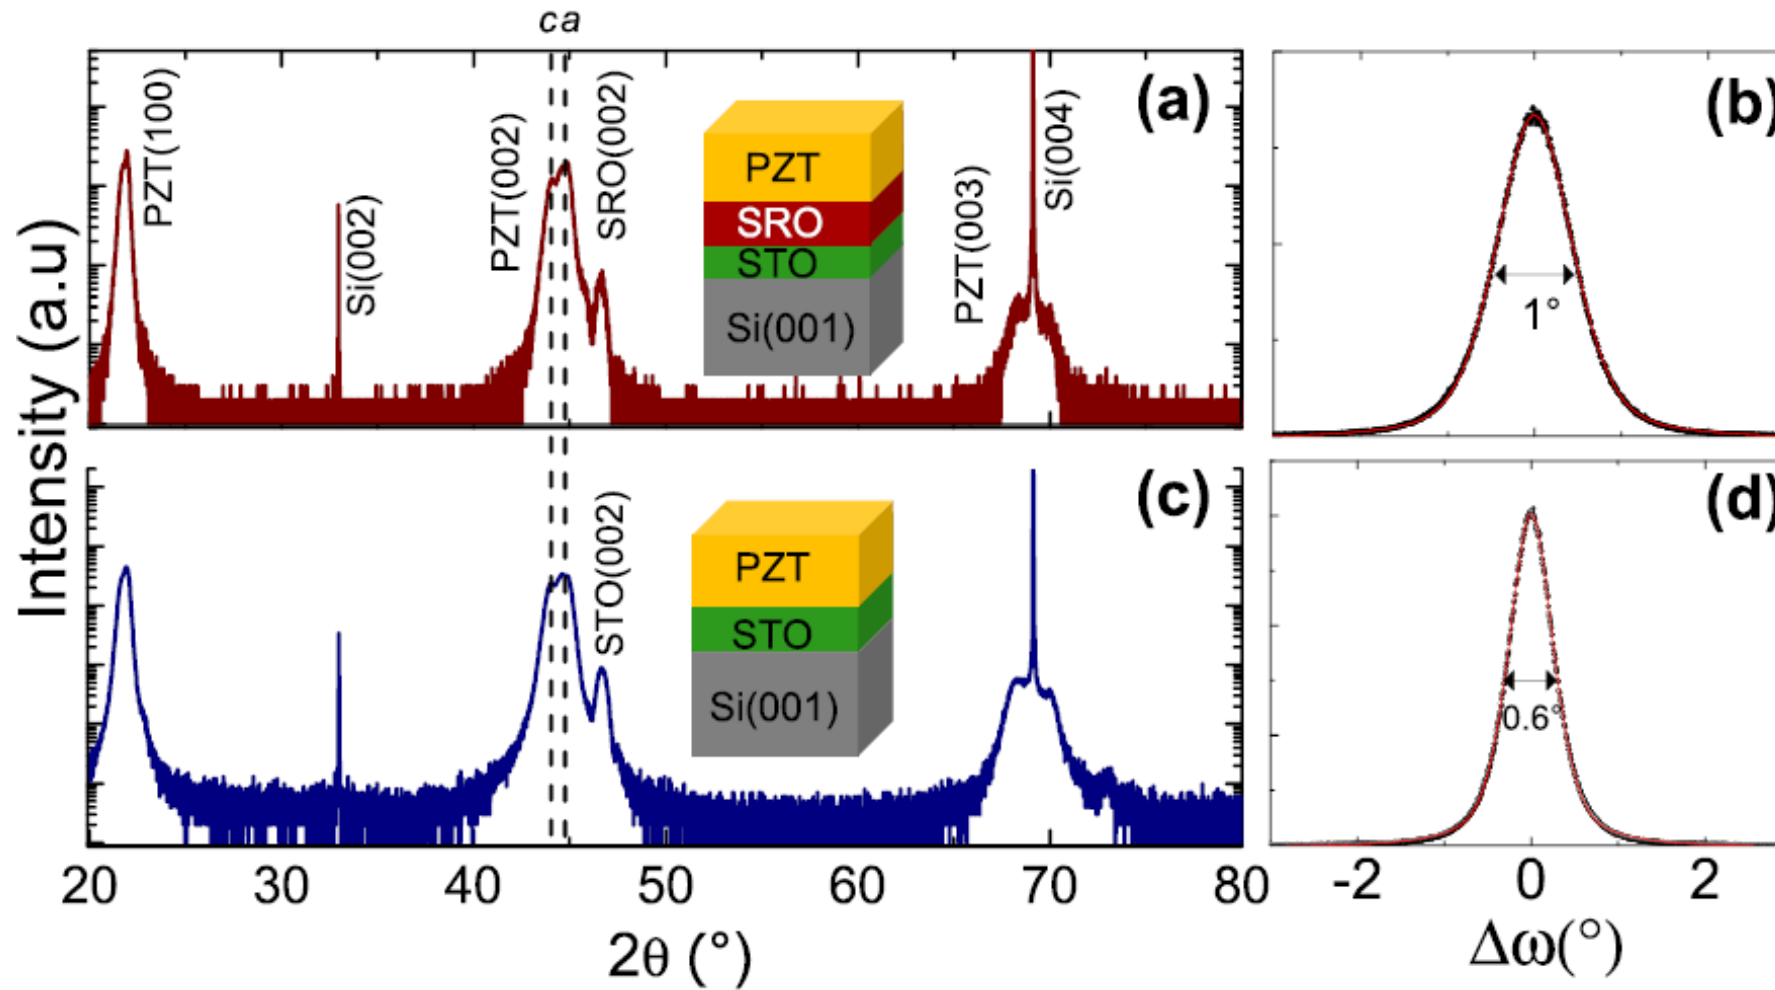 c a
Intensity (a.u)
PZT(100)
Si(002)
PZT(002)
SRO(002)
PZT
SRO
STO
Si(001)
PZT(003)
Si(004)
(a)
(b)
1°
STO(002)
PZT
STO
Si(001)
(c)
(d)
0.6°
20 30 40 50 60 70 80
2θ (°)
-2 0 2
Δω(°)